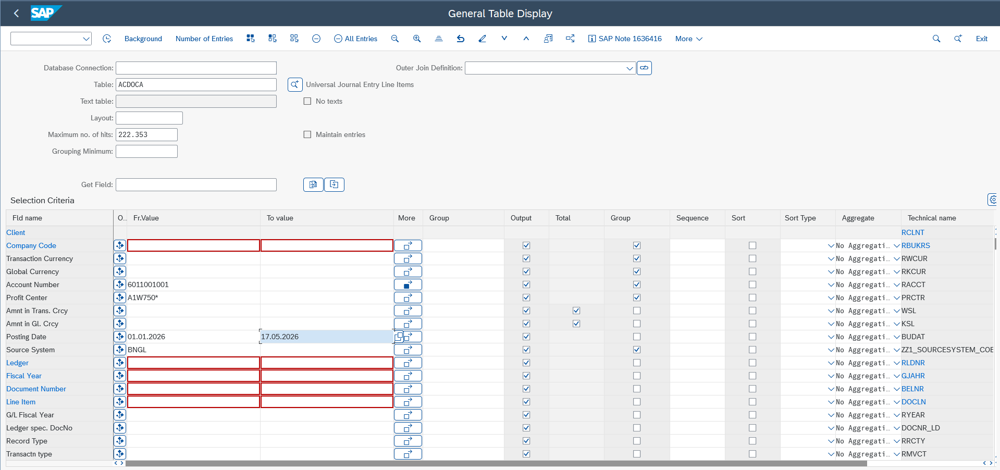 SAP General Table Display
Background Number of Entries All Entries SAP Note 1636416 More Exit
Database Connection: Outer Join Definition:
Table: ACDOCA Universal Journal Entry Line Items
Text table: No texts
Layout:
Maximum no. of hits: 222.353 Maintain entries
Grouping Minimum:
Get Field:
Selection Criteria
Fld name O... Fr.Value To value More Group Output Total Group Sequence Sort Sort Type Aggregate Technical name
Client RCLNT
Company Code No Aggregati... RBUKRS
Transaction Currency No Aggregati... RWCUR
Global Currency No Aggregati... RKCUR
Account Number 6011001001 No Aggregati... RACCT
Profit Center A1W750* No Aggregati... PRCTR
Amnt in Trans. Crcy No Aggregati... WSL
Amnt in Gl. Crcy No Aggregati... KSL
Posting Date 01.01.2026 17.05.2026 No Aggregati... BUDAT
Source System BNGL No Aggregati... ZZ1_SOURCESYSTEM_COE
Ledger No Aggregati... RLDNR
Fiscal Year No Aggregati... GJAHR
Document Number No Aggregati... BELNR
Line Item No Aggregati... DOCLN
G/L Fiscal Year No Aggregati... RYEAR
Ledger spec. DocNo No Aggregati... DOCNR_LD
Record Type No Aggregati... RRCTY
Transactn type No Aggregati... RMVCT